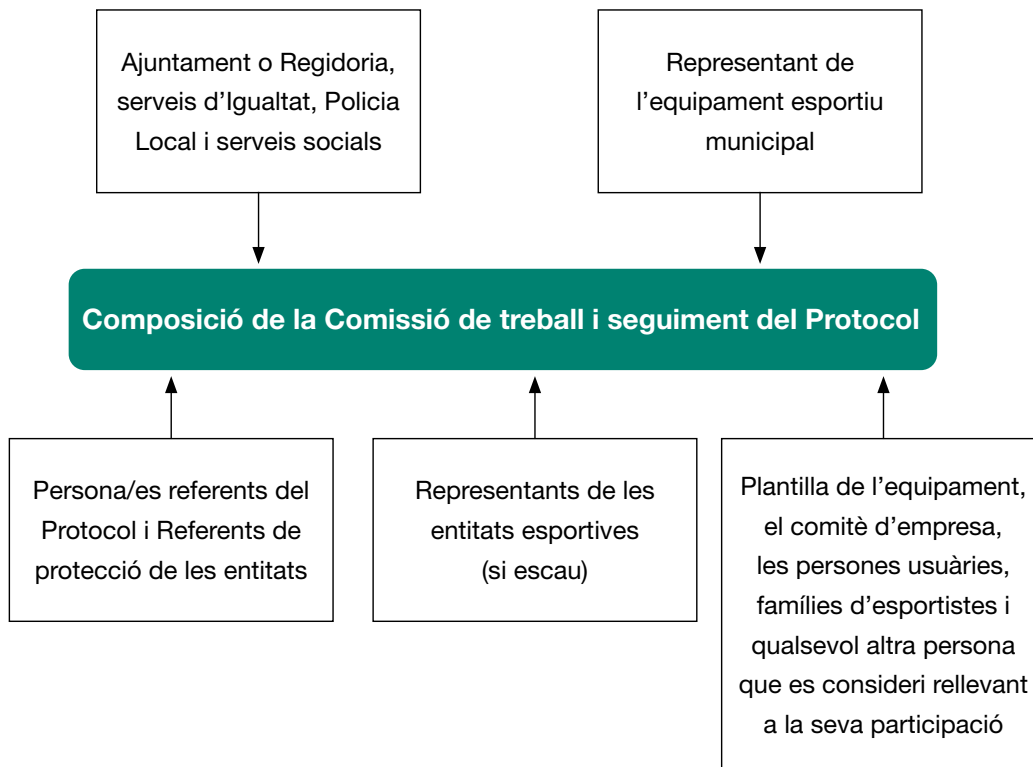 Ajuntament o Regidoria,
serveis d’Igualtat, Policia
Local i serveis socials
Representant de
l’equipament esportiu
municipal
Composició de la Comissió de treball i seguiment del Protocol
Persona/es referents del
Protocol i Referents de
protecció de les entitats
Representants de les
entitats esportives
(si escau)
Plantilla de l’equipament,
el comitè d’empresa,
les persones usuàries,
famílies d’esportistes i
qualsevol altra persona
que es consideri rellevant
a la seva participació